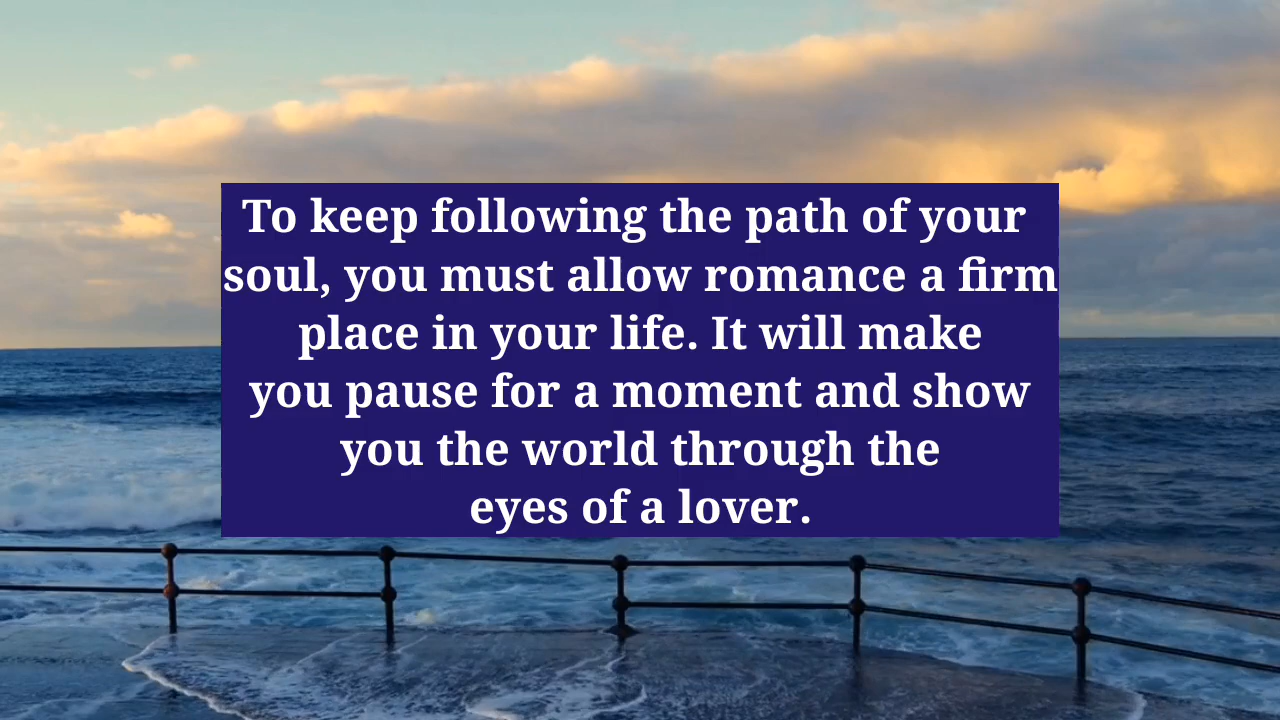 To keep following the path of your
soul, you must allow romance a firm
place in your life. It will make
you pause for a moment and show
you the world through the
eyes of a lover.